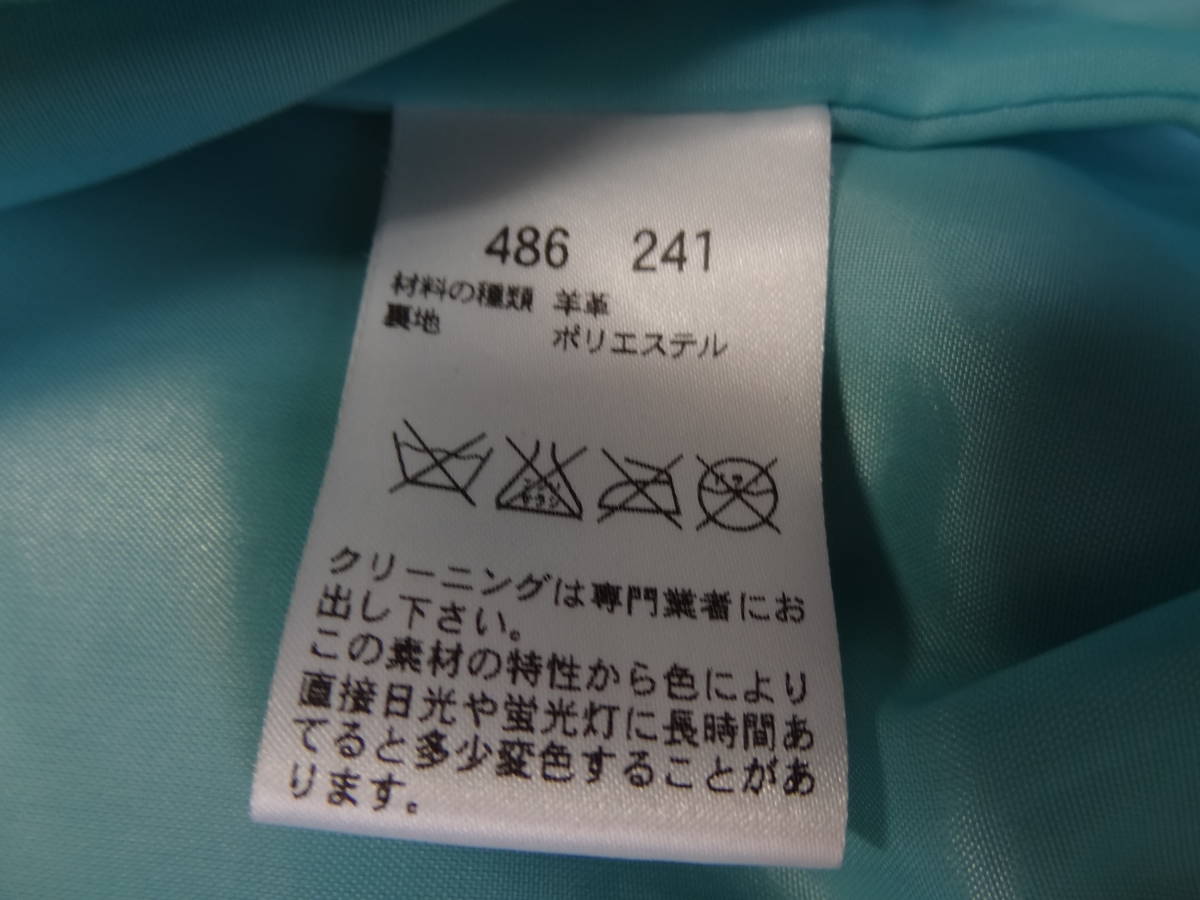 486 241
材料の種類 羊革
裏地 ポリエステル
クリーニングは専門業者にお
出し下さい。
この素材の特性から色により
直接日光や蛍光灯に長時間あ
てると多少変色することがあ
ります。